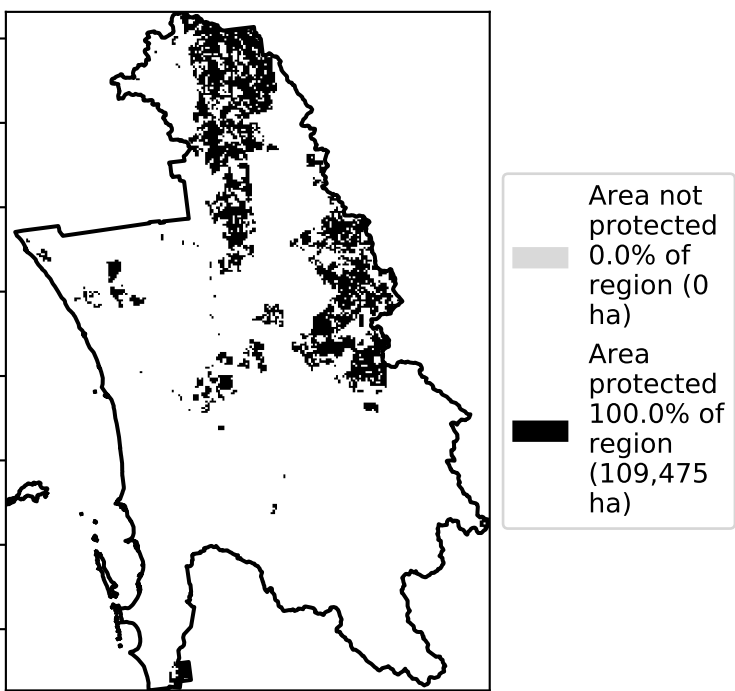 Area not
protected
0.0% of
region (0
ha)
Area
protected
100.0% of
region
(109,475
ha)